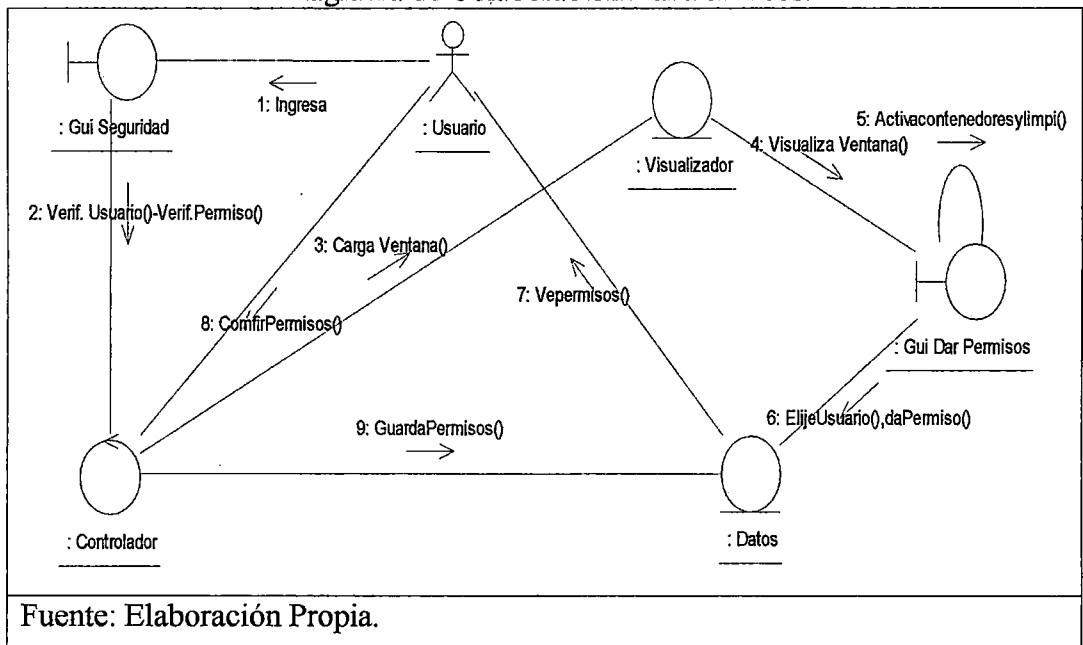 1: Ingresa
: Gui Seguridad
: Usuario
5: Activacontenedoresylimpi()
4: Visualiza Ventana()
: Visualizador
2: Verif. Usuario()-Verif.Permiso()
3: Carga Ventana()
7: Vepermisos()
8: ComfirPermisos()
: Gui Dar Permisos
6: ElijeUsuario(),daPermiso()
9: GuardaPermisos()
: Controlador
: Datos
Fuente: Elaboración Propia.